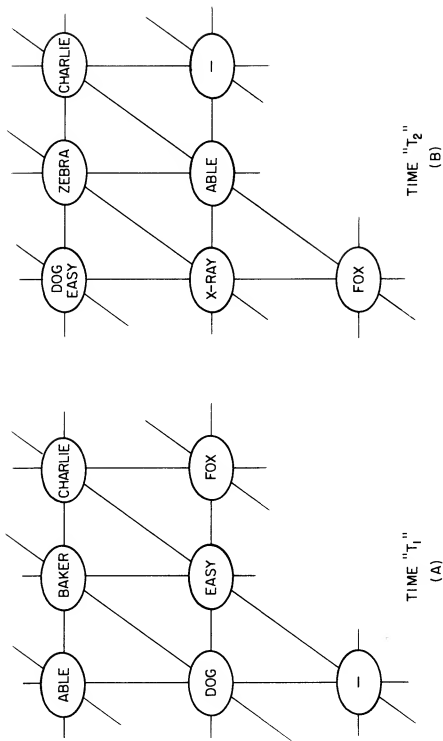 ABLE
BAKER
CHARLIE
DOG
EASY
FOX
–
TIME "T₁"
(A)
DOG
EASY
ZEBRA
CHARLIE
X-RAY
ABLE
–
FOX
TIME "T₂"
(B)